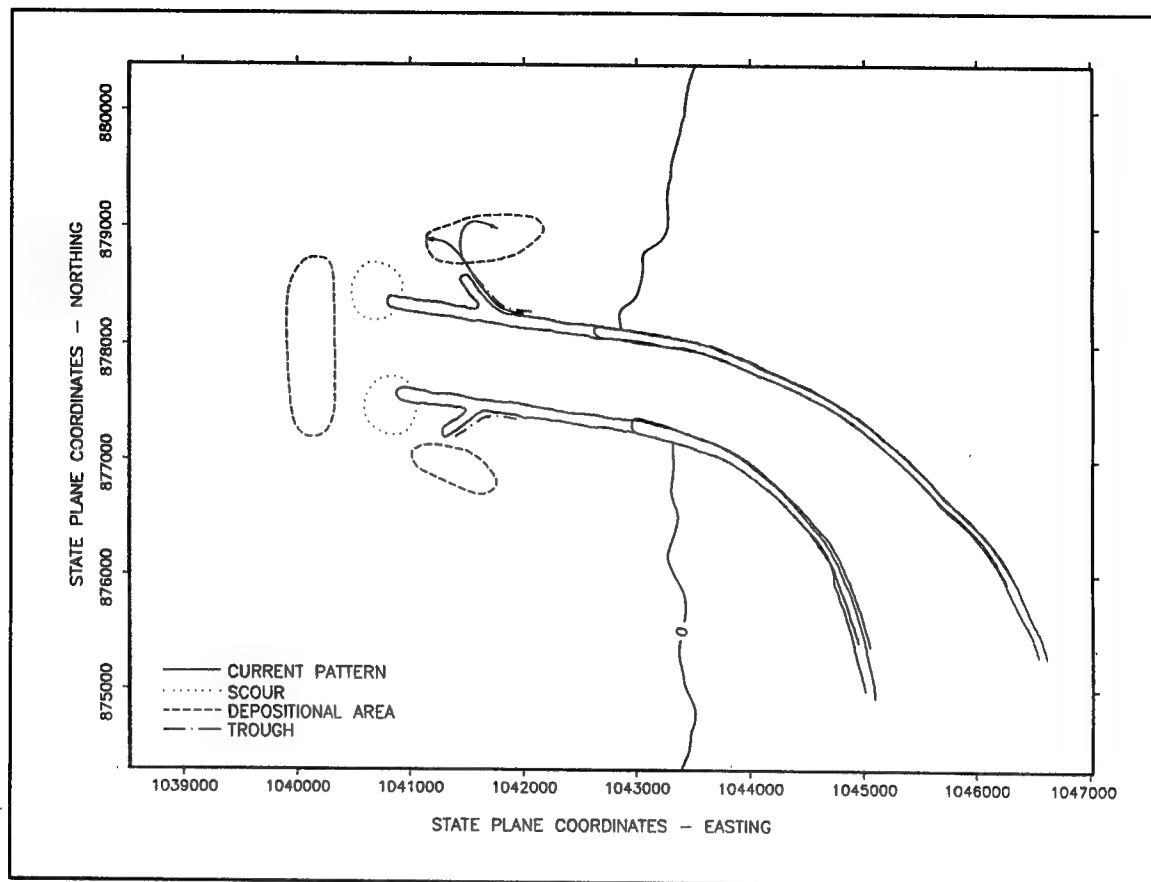 880000
879000
878000
877000
876000
875000
STATE PLANE COORDINATES – NORTHING
0
CURRENT PATTERN
SCOUR
DEPOSITIONAL AREA
TROUGH
1039000 1040000 1041000 1042000 1043000 1044000 1045000 1046000 1047000
STATE PLANE COORDINATES – EASTING